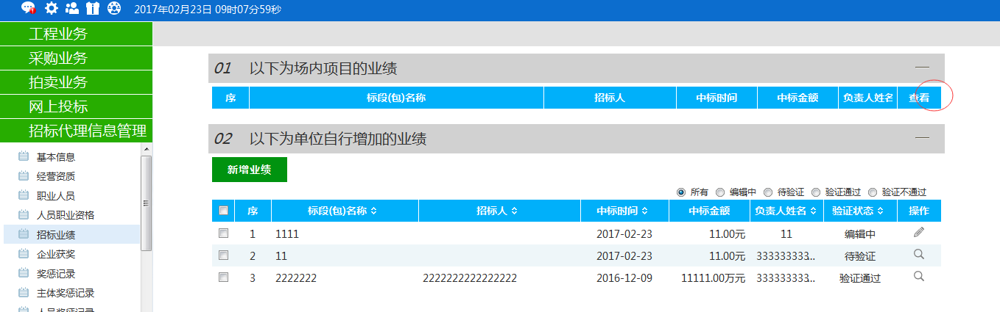 2017年02月23日 09时07分59秒
工程业务
采购业务
拍卖业务
网上投标
招标代理信息管理
基本信息
经营资质
职业人员
人员职业资格
招标业绩
企业获奖
奖惩记录
主体奖惩记录
人员奖惩记录
01 以下为场内项目的业绩
序 标段(包)名称 招标人 中标时间 中标金额 负责人姓名 查看
02 以下为单位自行增加的业绩
新增业绩
所有 编辑中 待验证 验证通过 验证不通过
序 标段(包)名称 招标人 中标时间 中标金额 负责人姓名 验证状态 操作
1 1111 2017-02-23 11.00元 11 编辑中
2 11 2017-02-23 11.00元 333333333... 待验证
3 2222222 2222222222222222 2016-12-09 11111.00万元 333333333... 验证通过